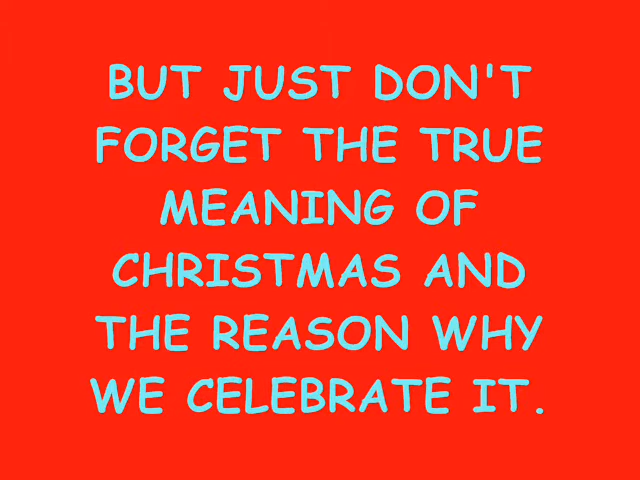 BUT JUST DON'T
FORGET THE TRUE
MEANING OF
CHRISTMAS AND
THE REASON WHY
WE CELEBRATE IT.